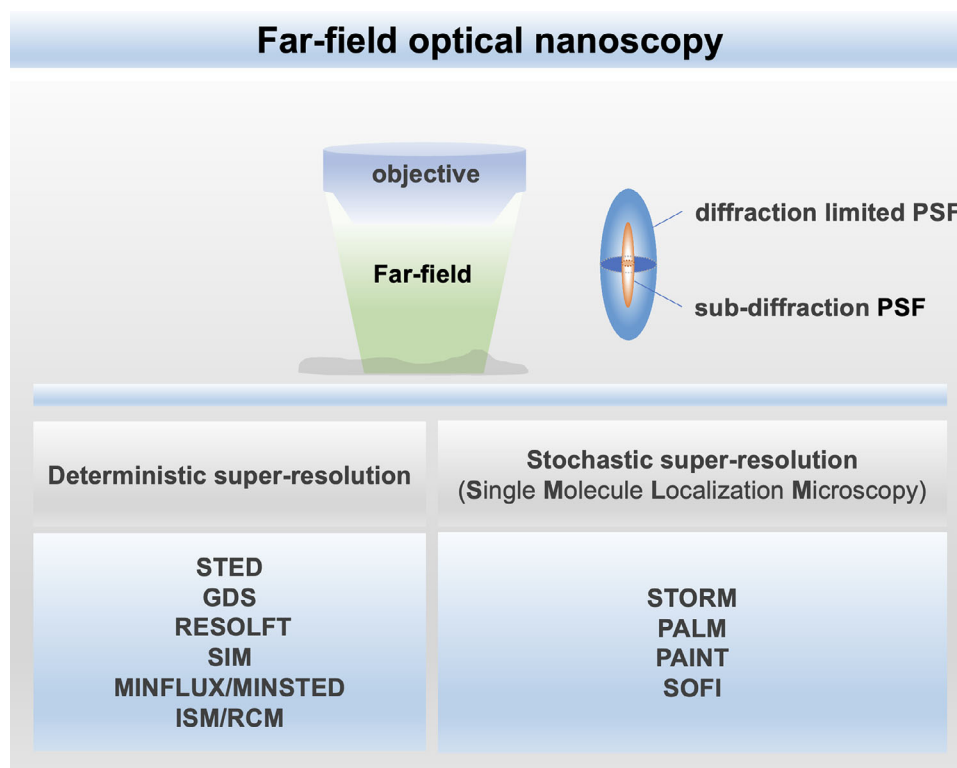 Far-field optical nanoscopy
objective
Far-field
diffraction limited PSF
sub-diffraction PSF
Deterministic super-resolution
Stochastic super-resolution
(Single Molecule Localization Microscopy)
STED
GDS
RESOLFT
SIM
MINFLUX/MINSTED
ISM/RCM
STORM
PALM
PAINT
SOFI